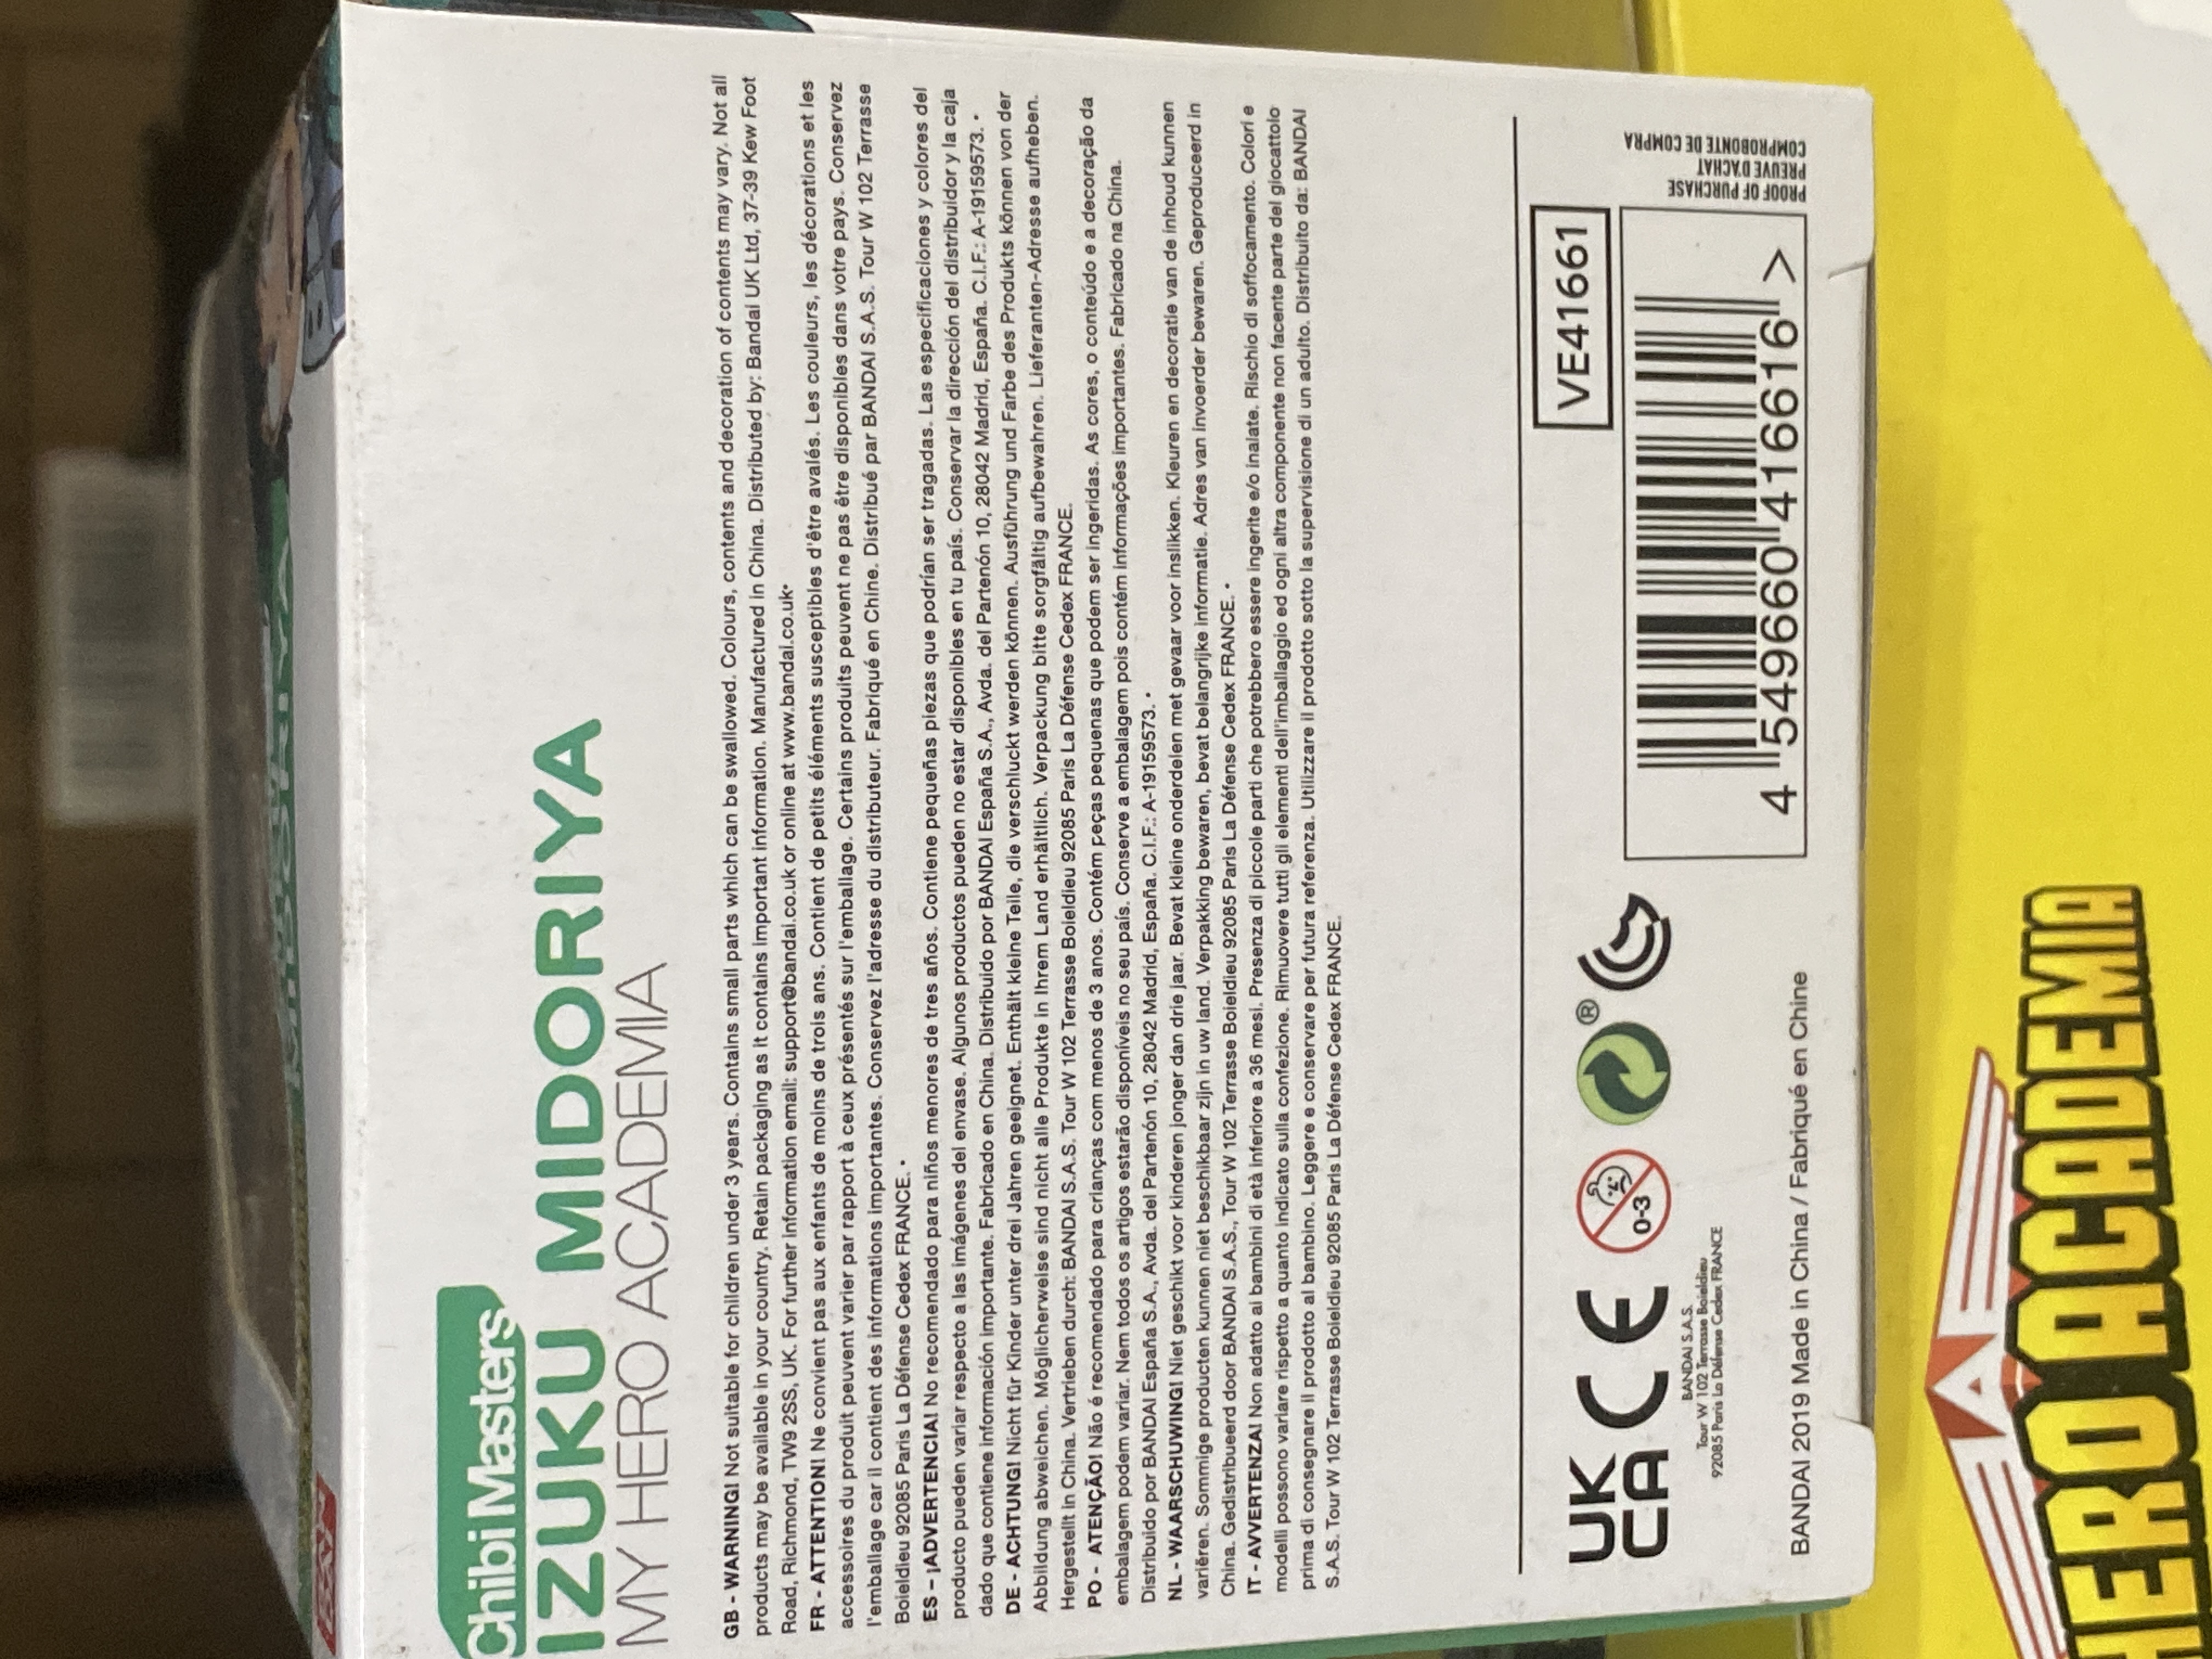 Chibi Masters
IZUKU MIDORIYA
MY HERO ACADEMIA
GB - WARNING! Not suitable for children under 3 years. Contains small parts which can be swallowed. Colours, contents and decoration of contents may vary. Not all
products may be available in your country. Retain packaging as it contains important information. Manufactured in China. Distributed by: Bandai UK Ltd, 37-39 Kew Foot
Road, Richmond, TW9 2SS, UK. For further information email: support@bandai.co.uk or online at www.bandai.co.uk•
FR - ATTENTION! Ne convient pas aux enfants de moins de trois ans. Contient de petits éléments susceptibles d'être avalés. Les couleurs, les décorations et les
accessoires du produit peuvent varier par rapport à ceux présentés sur l'emballage. Certains produits peuvent ne pas être disponibles dans votre pays. Conservez
l'emballage car il contient des informations importantes. Conservez l'adresse du distributeur. Fabriqué en Chine. Distribué par BANDAI S.A.S. Tour W 102 Terrasse
Boieldieu 92085 Paris La Défense Cedex FRANCE. •
ES - ¡ADVERTENCIA! No recomendado para niños menores de tres años. Contiene pequeñas piezas que podrían ser tragadas. Las especificaciones y colores del
producto pueden variar respecto a las imágenes del envase. Algunos productos pueden no estar disponibles en tu país. Conservar la dirección del distribuidor y la caja
dado que contiene información importante. Fabricado en China. Distribuido por BANDAI España S.A., Avda. del Partenón 10, 28042 Madrid, España. C.I.F.: A-19159573. •
DE - ACHTUNG! Nicht für Kinder unter drei Jahren geeignet. Enthält kleine Teile, die verschluckt werden können. Ausführung und Farbe des Produkts können von der
Abbildung abweichen. Möglicherweise sind nicht alle Produkte in Ihrem Land erhältlich. Verpackung bitte sorgfältig aufbewahren. Lieferanten-Adresse aufheben.
Hergestellt in China. Vertrieben durch: BANDAI S.A.S. Tour W 102 Terrasse Boieldieu 92085 Paris La Défense Cedex FRANCE.
PO - ATENÇÃO! Não é recomendado para crianças com menos de 3 anos. Contém peças pequenas que podem ser ingeridas. As cores, o conteúdo e a decoração da
embalagem podem variar. Nem todos os artigos estarão disponíveis no seu país. Conserve a embalagem pois contém informações importantes. Fabricado na China.
Distribuido por BANDAI España S.A., Avda. del Partenón 10, 28042 Madrid, España. C.I.F.: A-19159573. •
NL - WAARSCHUWING! Niet geschikt voor kinderen jonger dan drie jaar. Bevat kleine onderdelen met gevaar voor inslikken. Kleuren en decoratie van de inhoud kunnen
variëren. Sommige producten kunnen niet beschikbaar zijn in uw land. Verpakking bewaren, bevat belangrijke informatie. Adres van invoerder bewaren. Geproduceerd in
China. Gedistribueerd door BANDAI S.A.S., Tour W 102 Terrasse Boieldieu 92085 Paris La Défense Cedex FRANCE. •
IT - AVVERTENZA! Non adatto ai bambini di età inferiore a 36 mesi. Presenza di piccole parti che potrebbero essere ingerite e/o inalate. Rischio di soffocamento. Colori e
modelli possono variare rispetto a quanto indicato sulla confezione. Rimuovere tutti gli elementi dell'imballaggio ed ogni altra componente non facente parte del giocattolo
prima di consegnare il prodotto al bambino. Leggere e conservare per futura referenza. Utilizzare il prodotto sotto la supervisione di un adulto. Distribuito da: BANDAI
S.A.S. Tour W 102 Terrasse Boieldieu 92085 Paris La Défense Cedex FRANCE.
VE41661
UK
CA CE
0-3
®
BANDAI S.A.S.
Tour W 102 Terrasse Boieldieu
92085 Paris La Défense Cedex FRANCE
BANDAI 2019 Made in China / Fabriqué en Chine
4 549660 416616 >
PROOF OF PURCHASE
PREUVE D'ACHAT
COMPROBONTE DE COMPRA
HERO ACADEMIA